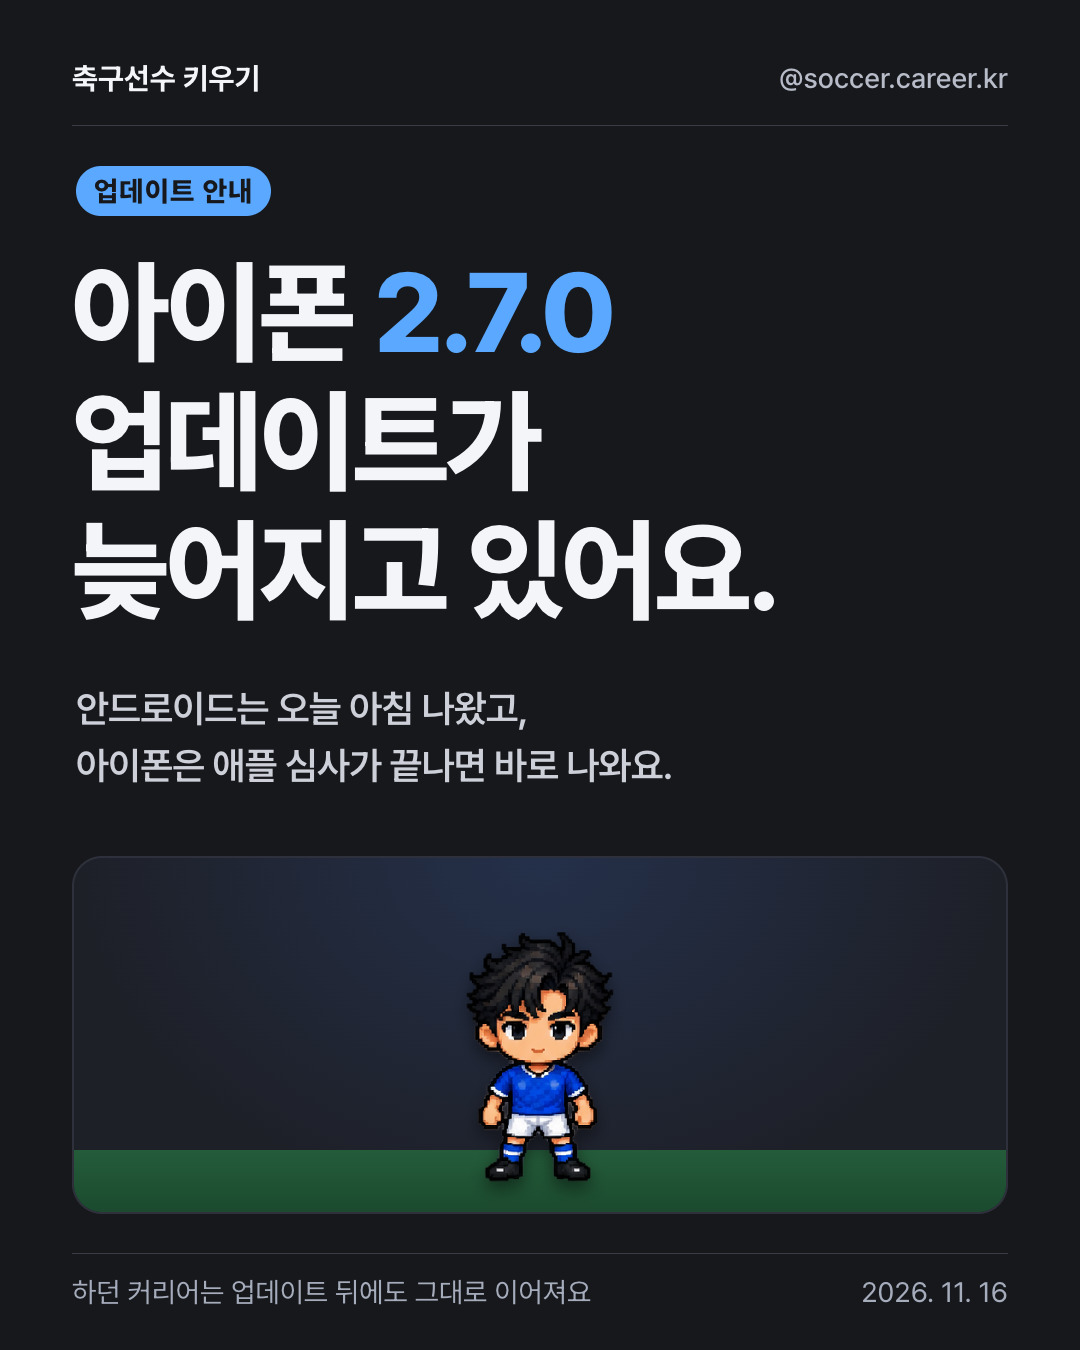 축구선수 키우기
@soccer.career.kr
업데이트 안내
아이폰 2.7.0
업데이트가
늦어지고 있어요.
안드로이드는 오늘 아침 나왔고,
아이폰은 애플 심사가 끝나면 바로 나와요.
하던 커리어는 업데이트 뒤에도 그대로 이어져요
2026. 11. 16